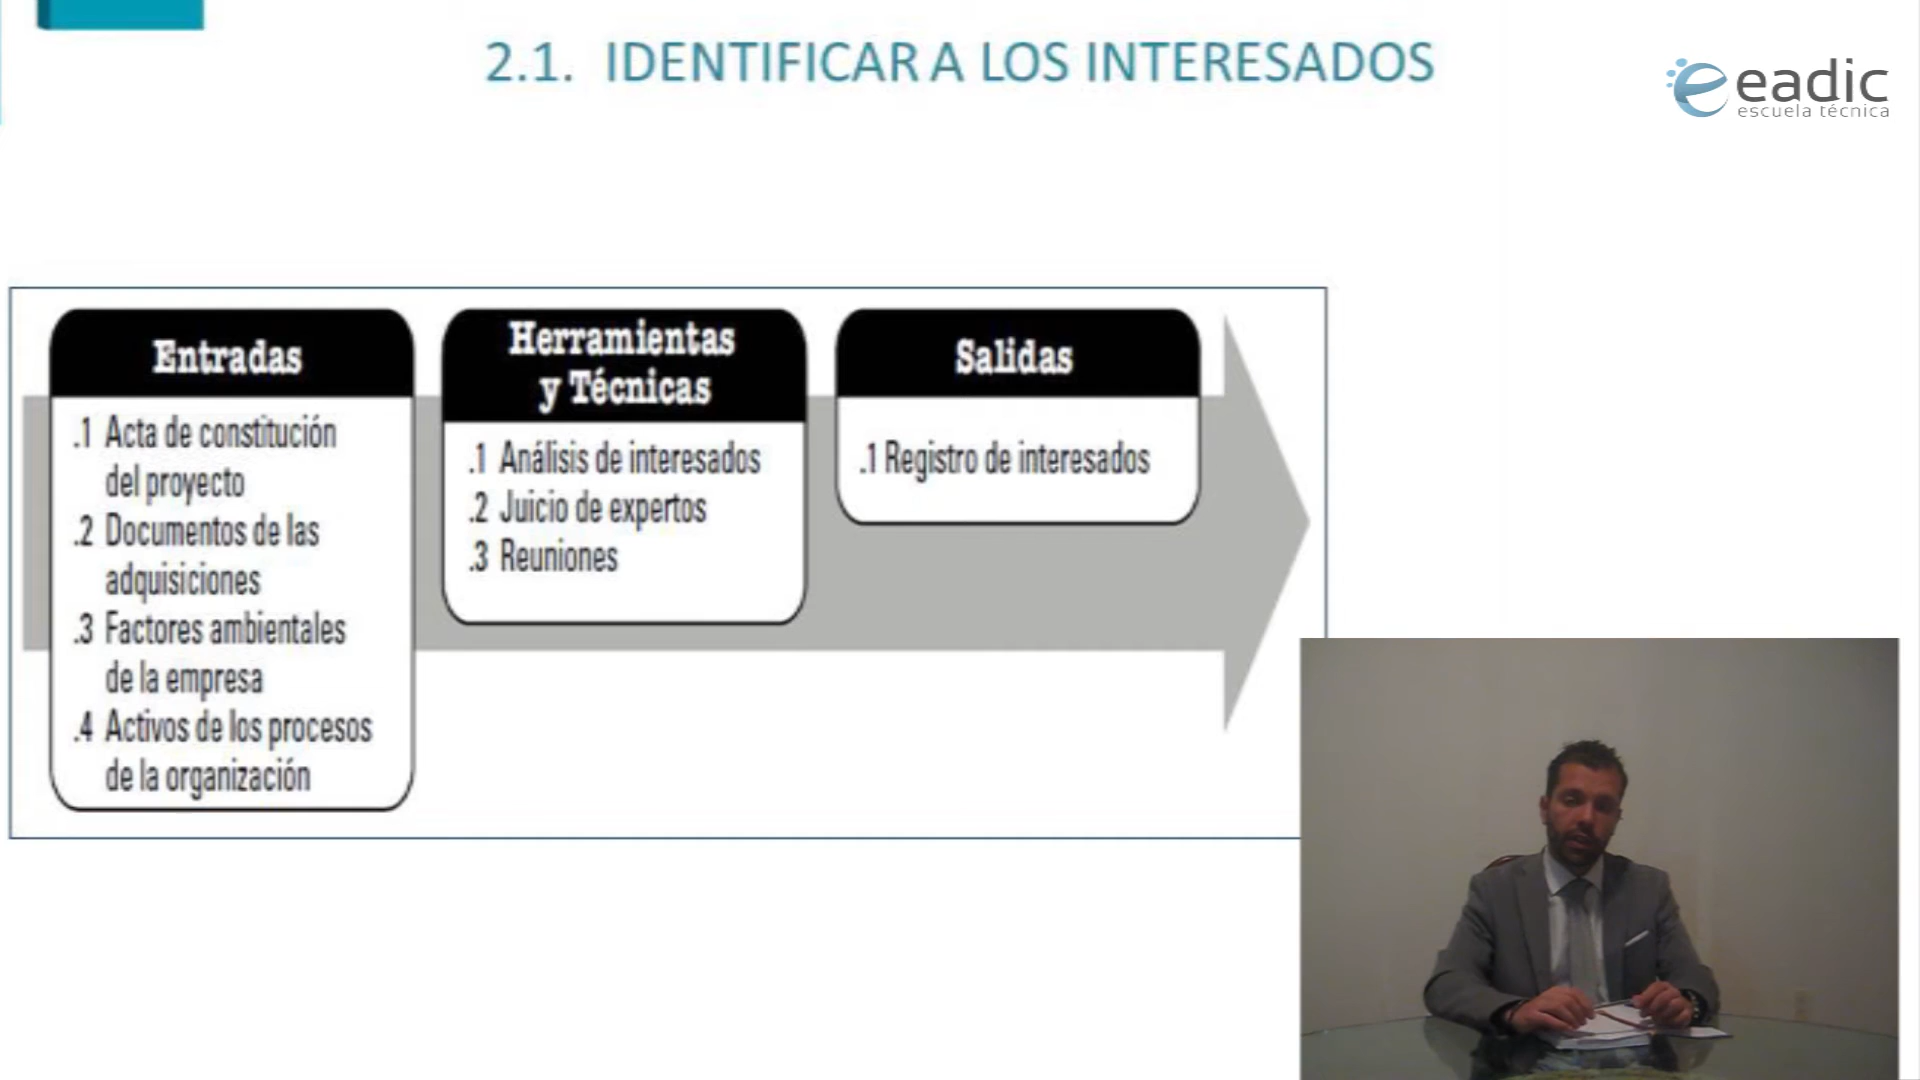 2.1. IDENTIFICAR A LOS INTERESADOS
eadic
escuela técnica
Entradas
.1 Acta de constitución
del proyecto
.2 Documentos de las
adquisiciones
.3 Factores ambientales
de la empresa
.4 Activos de los procesos
de la organización
Herramientas
y Técnicas
.1 Análisis de interesados
.2 Juicio de expertos
.3 Reuniones
Salidas
.1 Registro de interesados